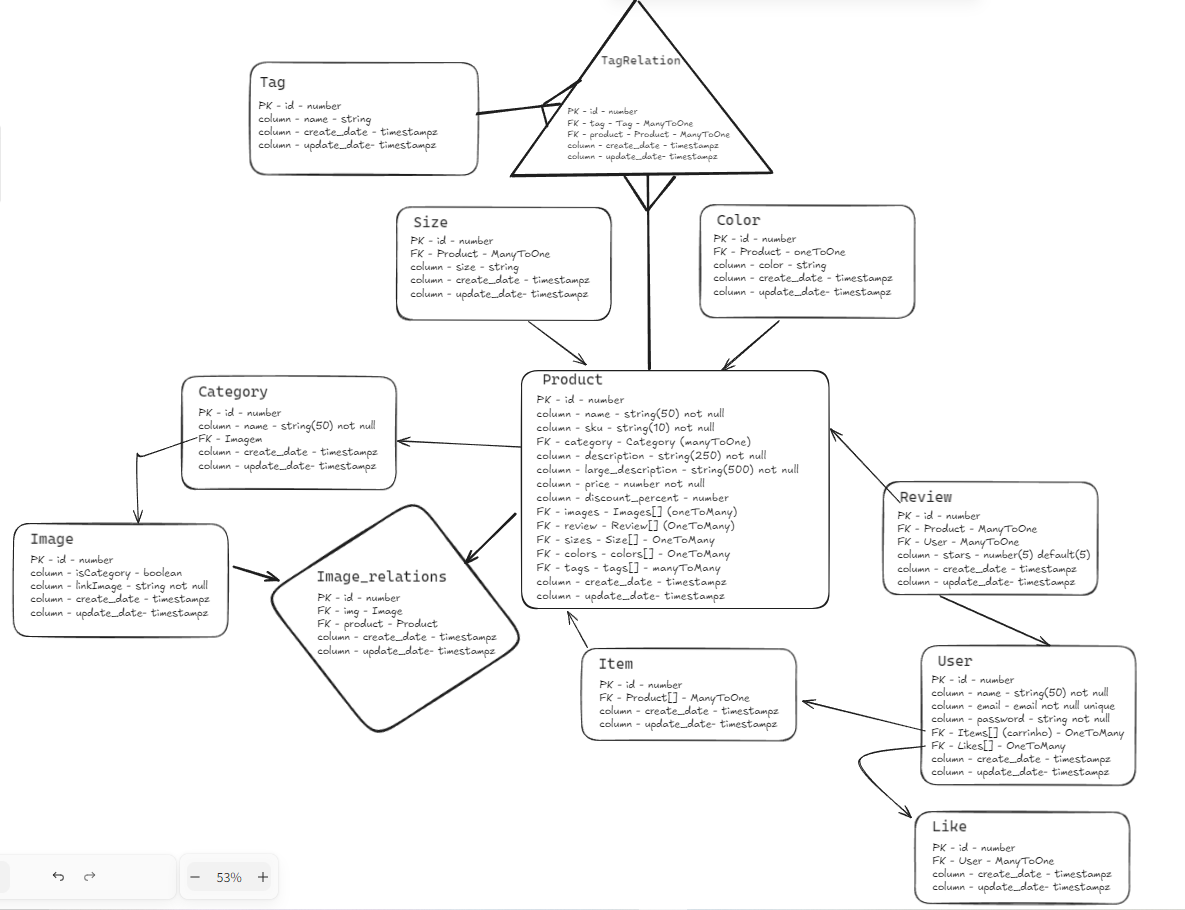 TagRelation
PK - id - number
FK - tag - Tag - ManyToOne
FK - product - Product - ManyToOne
column - create_date - timestampz
column - update_date- timestampz
Tag
PK - id - number
column - name - string
column - create_date - timestampz
column - update_date- timestampz
Size
PK - id - number
FK - Product - ManyToOne
column - size - string
column - create_date - timestampz
column - update_date- timestampz
Color
PK - id - number
FK - Product - oneToOne
column - color - string
column - create_date - timestampz
column - update_date- timestampz
Product
PK - id - number
column - name - string(50) not null
column - sku - string(10) not null
FK - category - Category (manyToOne)
column - description - string(250) not null
column - large_description - string(500) not null
column - price - number not null
column - discount_percent - number
FK - images - Images[] (oneToMany)
FK - review - Review[] (OneToMany)
FK - sizes - Size[] - OneToMany
FK - colors - colors[] - OneToMany
FK - tags - tags[] - manyToMany
column - create_date - timestampz
column - update_date- timestampz
Category
PK - id - number
column - name - string(50) not null
FK - Imagem
column - create_date - timestampz
column - update_date- timestampz
Image
PK - id - number
column - isCategory - boolean
column - linkImage - string not null
column - create_date - timestampz
column - update_date- timestampz
Image_relations
PK - id - number
FK - img - Image
FK - product - Product
column - create_date - timestampz
column - update_date- timestampz
Review
PK - id - number
FK - Product - ManyToOne
FK - User - ManyToOne
column - stars - number(5) default(5)
column - create_date - timestampz
column - update_date- timestampz
Item
PK - id - number
FK - Product[] - ManyToOne
column - create_date - timestampz
column - update_date- timestampz
User
PK - id - number
column - name - string(50) not null
column - email - email not null unique
column - password - string not null
FK - Items[] (carrinho) - OneToMany
FK - Likes[] - OneToMany
column - create_date - timestampz
column - update_date- timestampz
Like
PK - id - number
FK - User - ManyToOne
column - create_date - timestampz
column - update_date- timestampz
53%